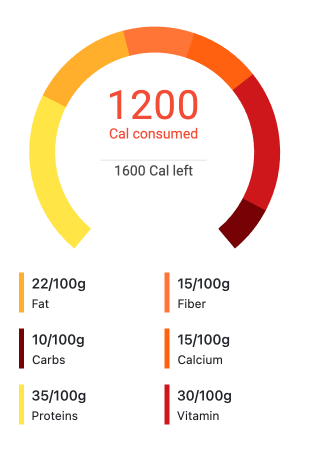 1200
Cal consumed
1600 Cal left
22/100g
Fat
15/100g
Fiber
10/100g
Carbs
15/100g
Calcium
35/100g
Proteins
30/100g
Vitamin